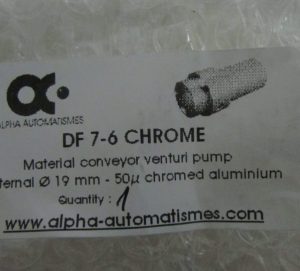 ALPHA AUTOMATISMES
DF 7-6 CHROME
Material conveyor venturi pump
ternal Ø 19 mm - 50µ chromed aluminium
Quantity : 1
www.alpha-automatismes.com